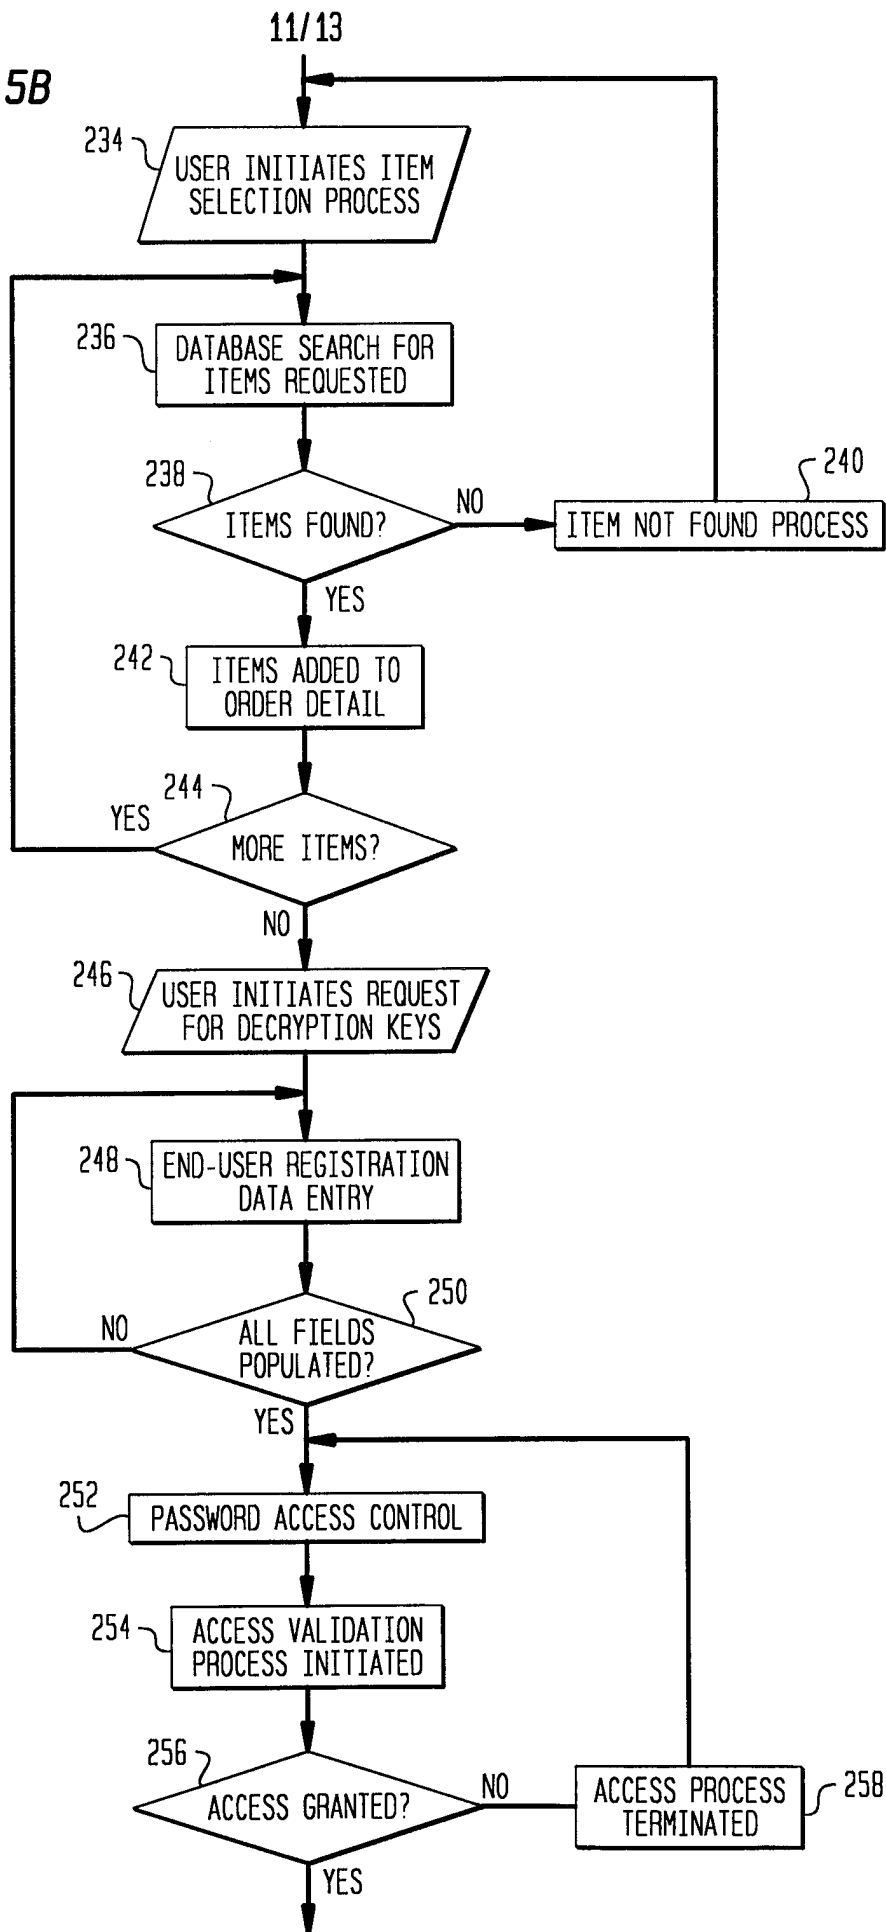 11/13
5B
234
USER INITIATES ITEM
SELECTION PROCESS
236
DATABASE SEARCH FOR
ITEMS REQUESTED
238
ITEMS FOUND?
NO
240
ITEM NOT FOUND PROCESS
YES
242
ITEMS ADDED TO
ORDER DETAIL
244
YES
MORE ITEMS?
NO
246
USER INITIATES REQUEST
FOR DECRYPTION KEYS
248
END-USER REGISTRATION
DATA ENTRY
250
NO
ALL FIELDS
POPULATED?
YES
252
PASSWORD ACCESS CONTROL
254
ACCESS VALIDATION
PROCESS INITIATED
256
ACCESS GRANTED?
NO
ACCESS PROCESS
TERMINATED
258
YES